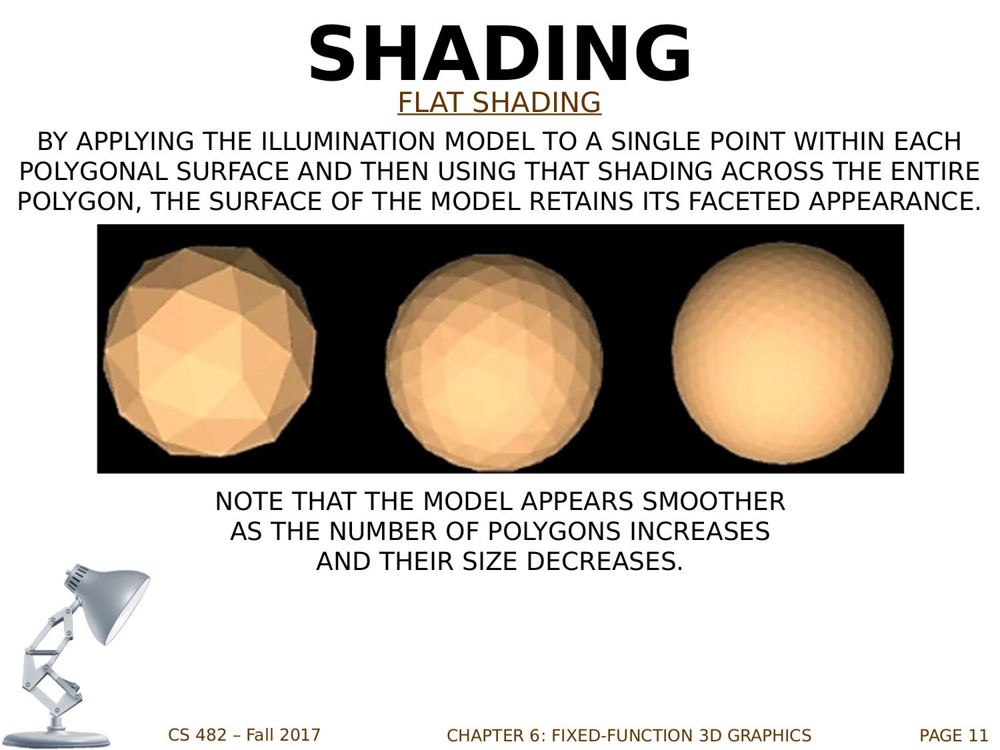 SHADING
FLAT SHADING
BY APPLYING THE ILLUMINATION MODEL TO A SINGLE POINT WITHIN EACH
POLYGONAL SURFACE AND THEN USING THAT SHADING ACROSS THE ENTIRE
POLYGON, THE SURFACE OF THE MODEL RETAINS ITS FACETED APPEARANCE.
NOTE THAT THE MODEL APPEARS SMOOTHER
AS THE NUMBER OF POLYGONS INCREASES
AND THEIR SIZE DECREASES.
CS 482 – Fall 2017
CHAPTER 6: FIXED-FUNCTION 3D GRAPHICS
PAGE 11